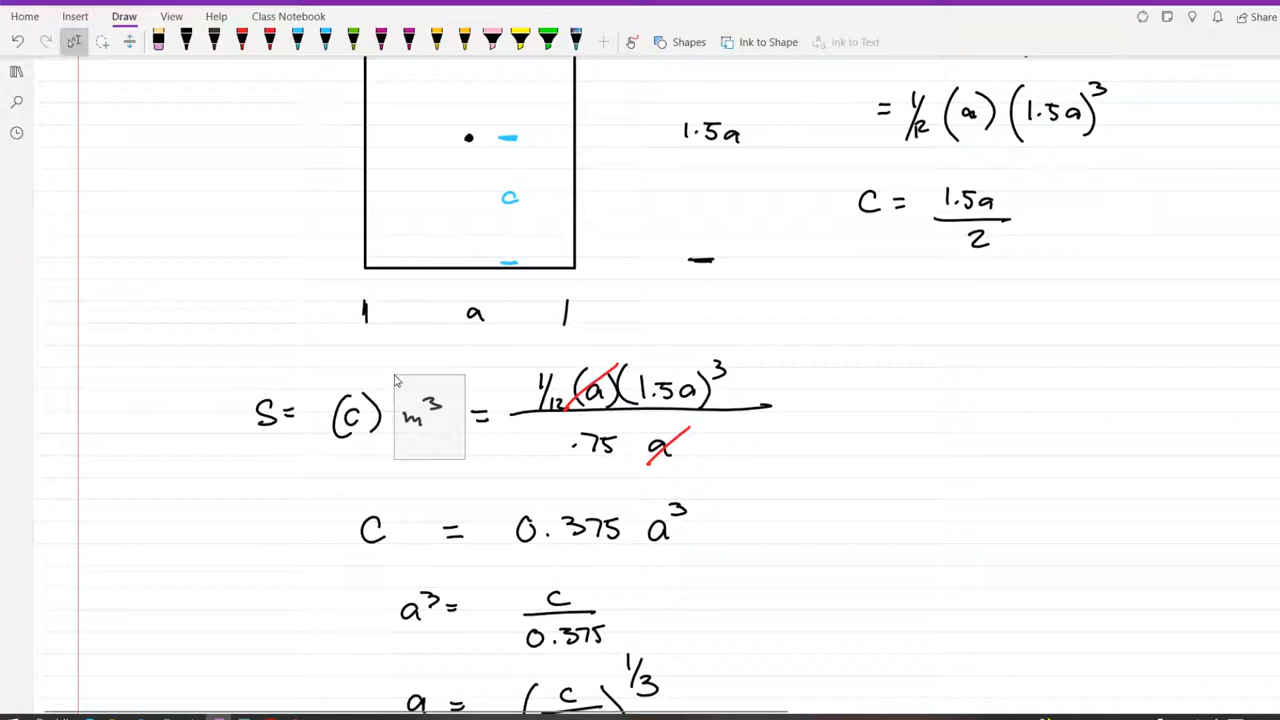 Home Insert Draw View Help Class Notebook Share
Shapes Ink to Shape Ink to Text
= 1/12 (a) (1.5a)^3
1.5a
C = 1.5a / 2
c
a
S = (C) m^3 = 1/12 (a)(1.5a)^3 / .75 a
C = 0.375 a^3
a^3 = C / 0.375
a = ( C )^1/3